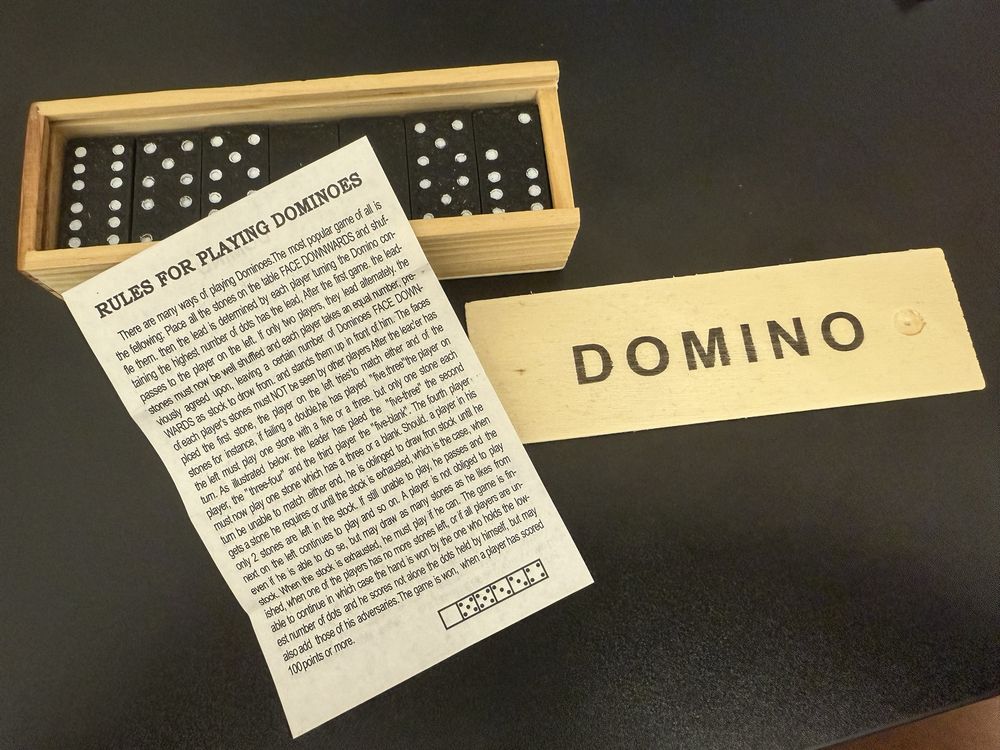 RULES FOR PLAYING DOMINOES
There are many ways of playing Dominoes.The most popular game of all is
the following. Place all the stones on the table FACE DOWNWARDS and shuf-
fle them. then the lead is determined by each player turning the Domino con-
taining the highest number of dots has the lead, After the first game, the lead-
passes to the player on the left. If only two players, they lead alternately, the
stones must now be well shuffled and each player takes an equal number, pre-
viously agreed upon, leaving a certain number of Dominoes FACE DOWN-
WARDS as stock to draw from, and stands them up in front of him. The faces
of each player's stones must NOT be seen by other players After the leader has
pliced the first stone, the player on the left tries to match either end of the
stones for instance, if failing a double,he has played "five three" the player on
the left must play one stone with a five or a three. but only one stone each
turn. As illustrated below: the leader has placed the "five-three" the second
player, the "three-four" and the third player the "five-blank". The fourth player.
must now play one stone which has a three or a blank. Should, a player in his
turn be unable to match either end, he is oblinged to draw fron stock until he
gets a stone he requires or until the stock is exhausted, which is the case, when
only 2 stones are left in the stock. If still unable to play, he passes and the
next on the left continues to play and so on. A player is not obliged to play
even if he is able to do se, but may draw as many stones as he likes from
stock. When the stock is exhausted, he must play if he can. The game is fin-
ished, when one of the players has no more stones left, or if all players are un-
able to continue in which case the hand is won by the one who holds the low-
est number of dots and he scores not alone the dots held by himself, but may
also add those of his adversaries.The game is won, when a player has scored
100 points or more.
DOMINO